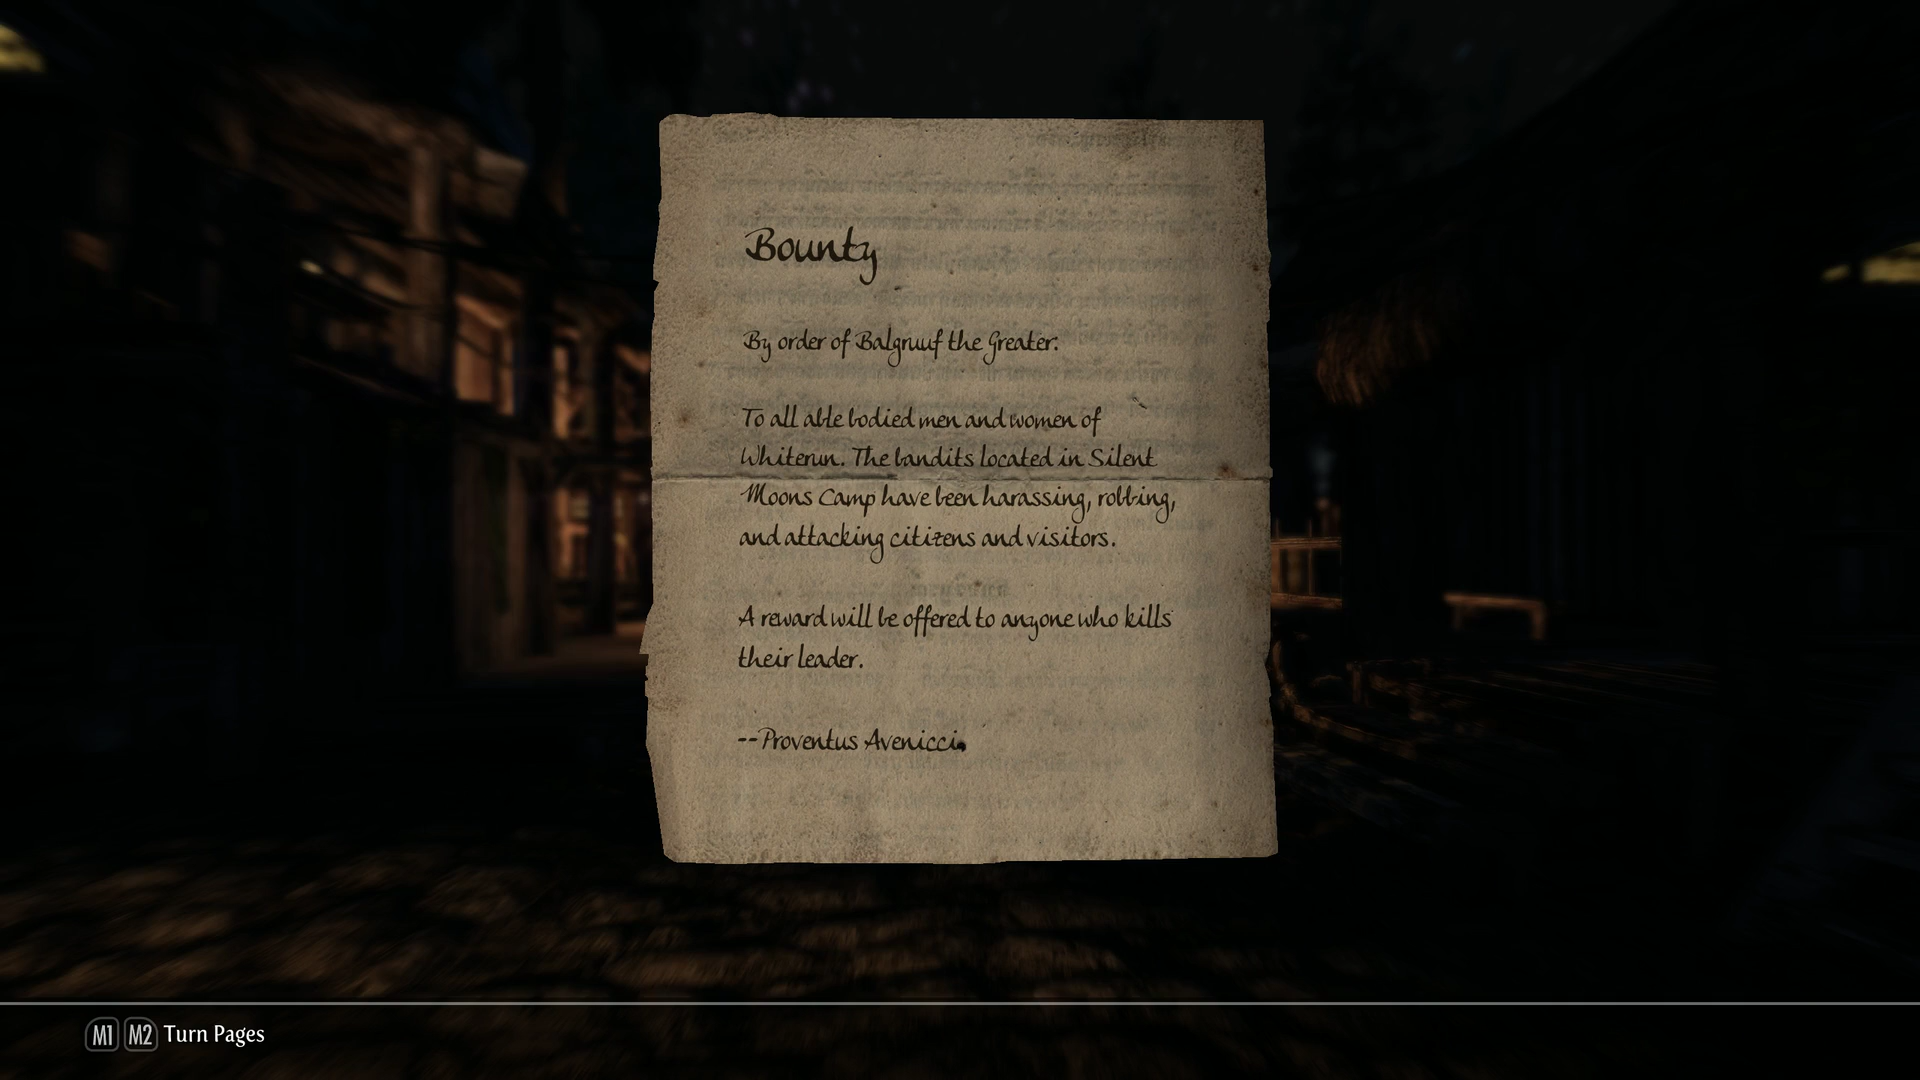 Bounty
By order of Balgruuf the Greater:
To all able bodied men and women of
Whiterun. The bandits located in Silent
Moons Camp have been harassing, robbing,
and attacking citizens and visitors.
A reward will be offered to anyone who kills
their leader.
--Proventus Avenicci
M1 M2 Turn Pages